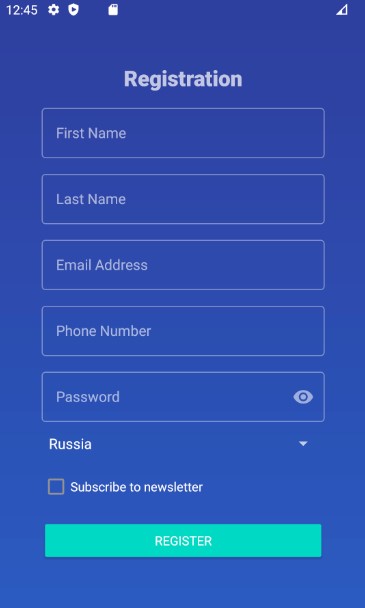 12:45
Registration
First Name
Last Name
Email Address
Phone Number
Password
Russia
Subscribe to newsletter
REGISTER